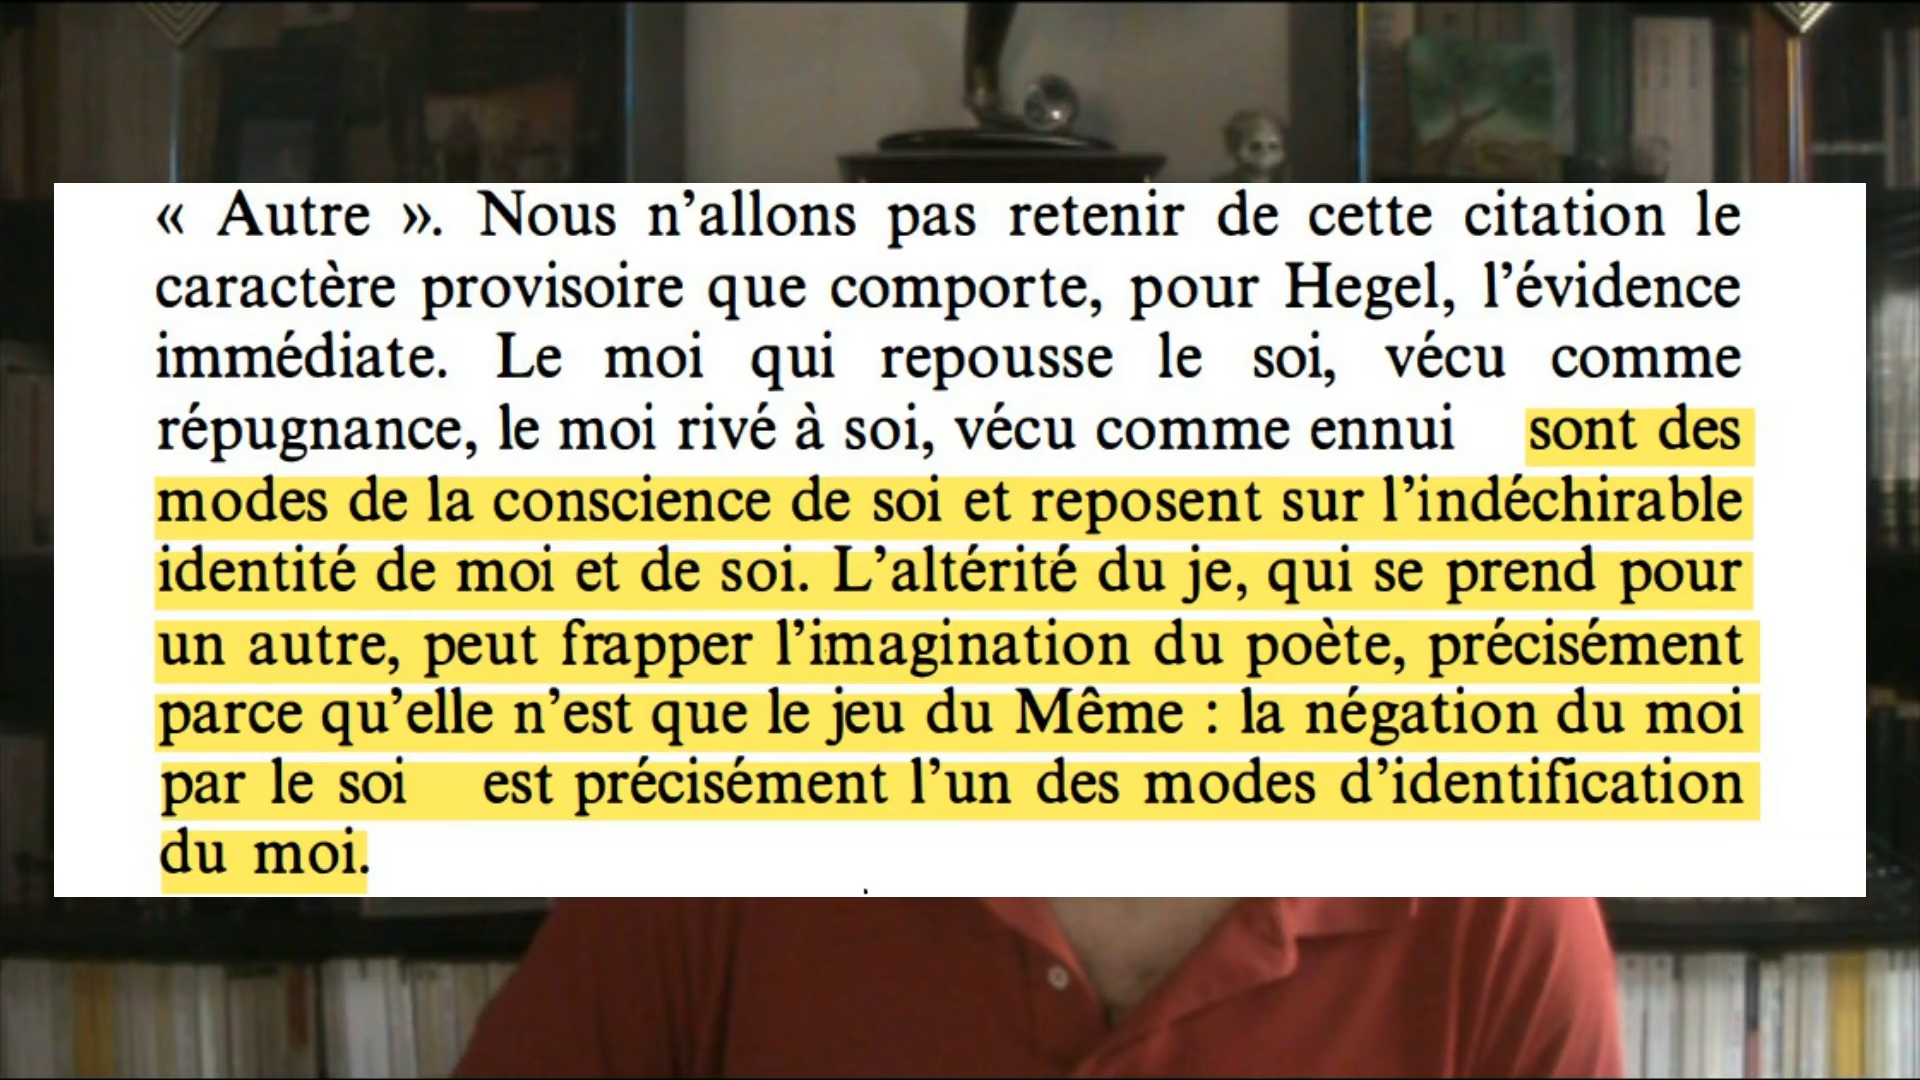 « Autre ». Nous n’allons pas retenir de cette citation le
caractère provisoire que comporte, pour Hegel, l’évidence
immédiate. Le moi qui repousse le soi, vécu comme
répugnance, le moi rivé à soi, vécu comme ennui sont des
modes de la conscience de soi et reposent sur l’indéchirable
identité de moi et de soi. L’altérité du je, qui se prend pour
un autre, peut frapper l’imagination du poète, précisément
parce qu’elle n’est que le jeu du Même : la négation du moi
par le soi est précisément l’un des modes d’identification
du moi.